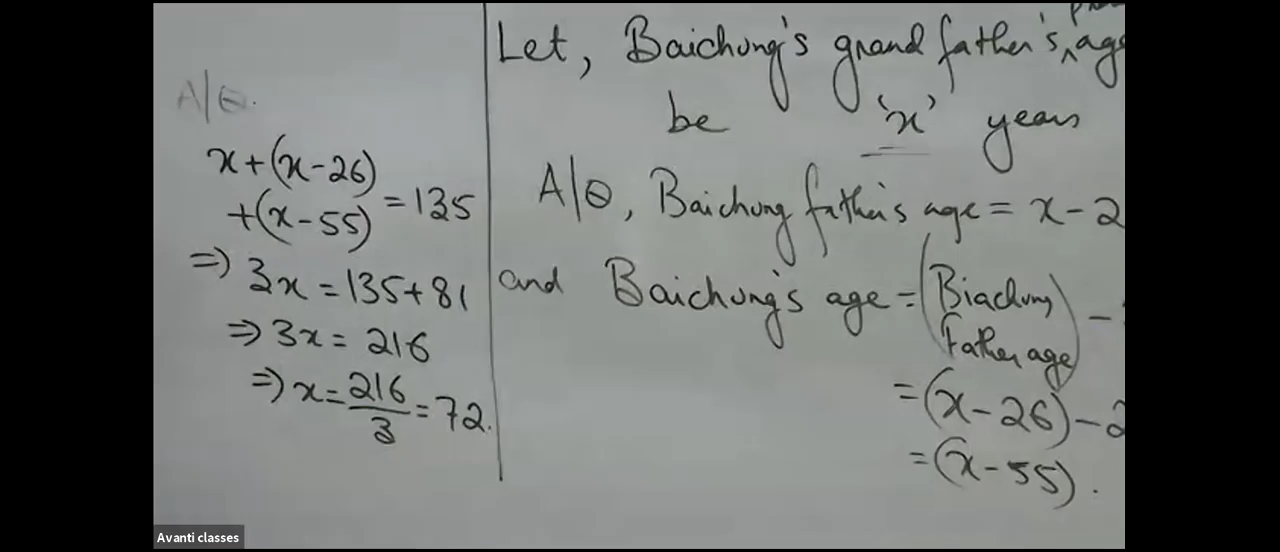 A/Q.
x+(x-26)
+(x-55) = 135
⇒ 3x = 135+81
⇒ 3x = 216
⇒ x = 216/3 = 72.
Let, Baichung's grand father's ^ age
be 'x' years
A/Q, Baichung father's age = x-2
and Baichung's age = (Biachung Father age) -
= (x-26) - 2
= (x-55).
Avanti classes